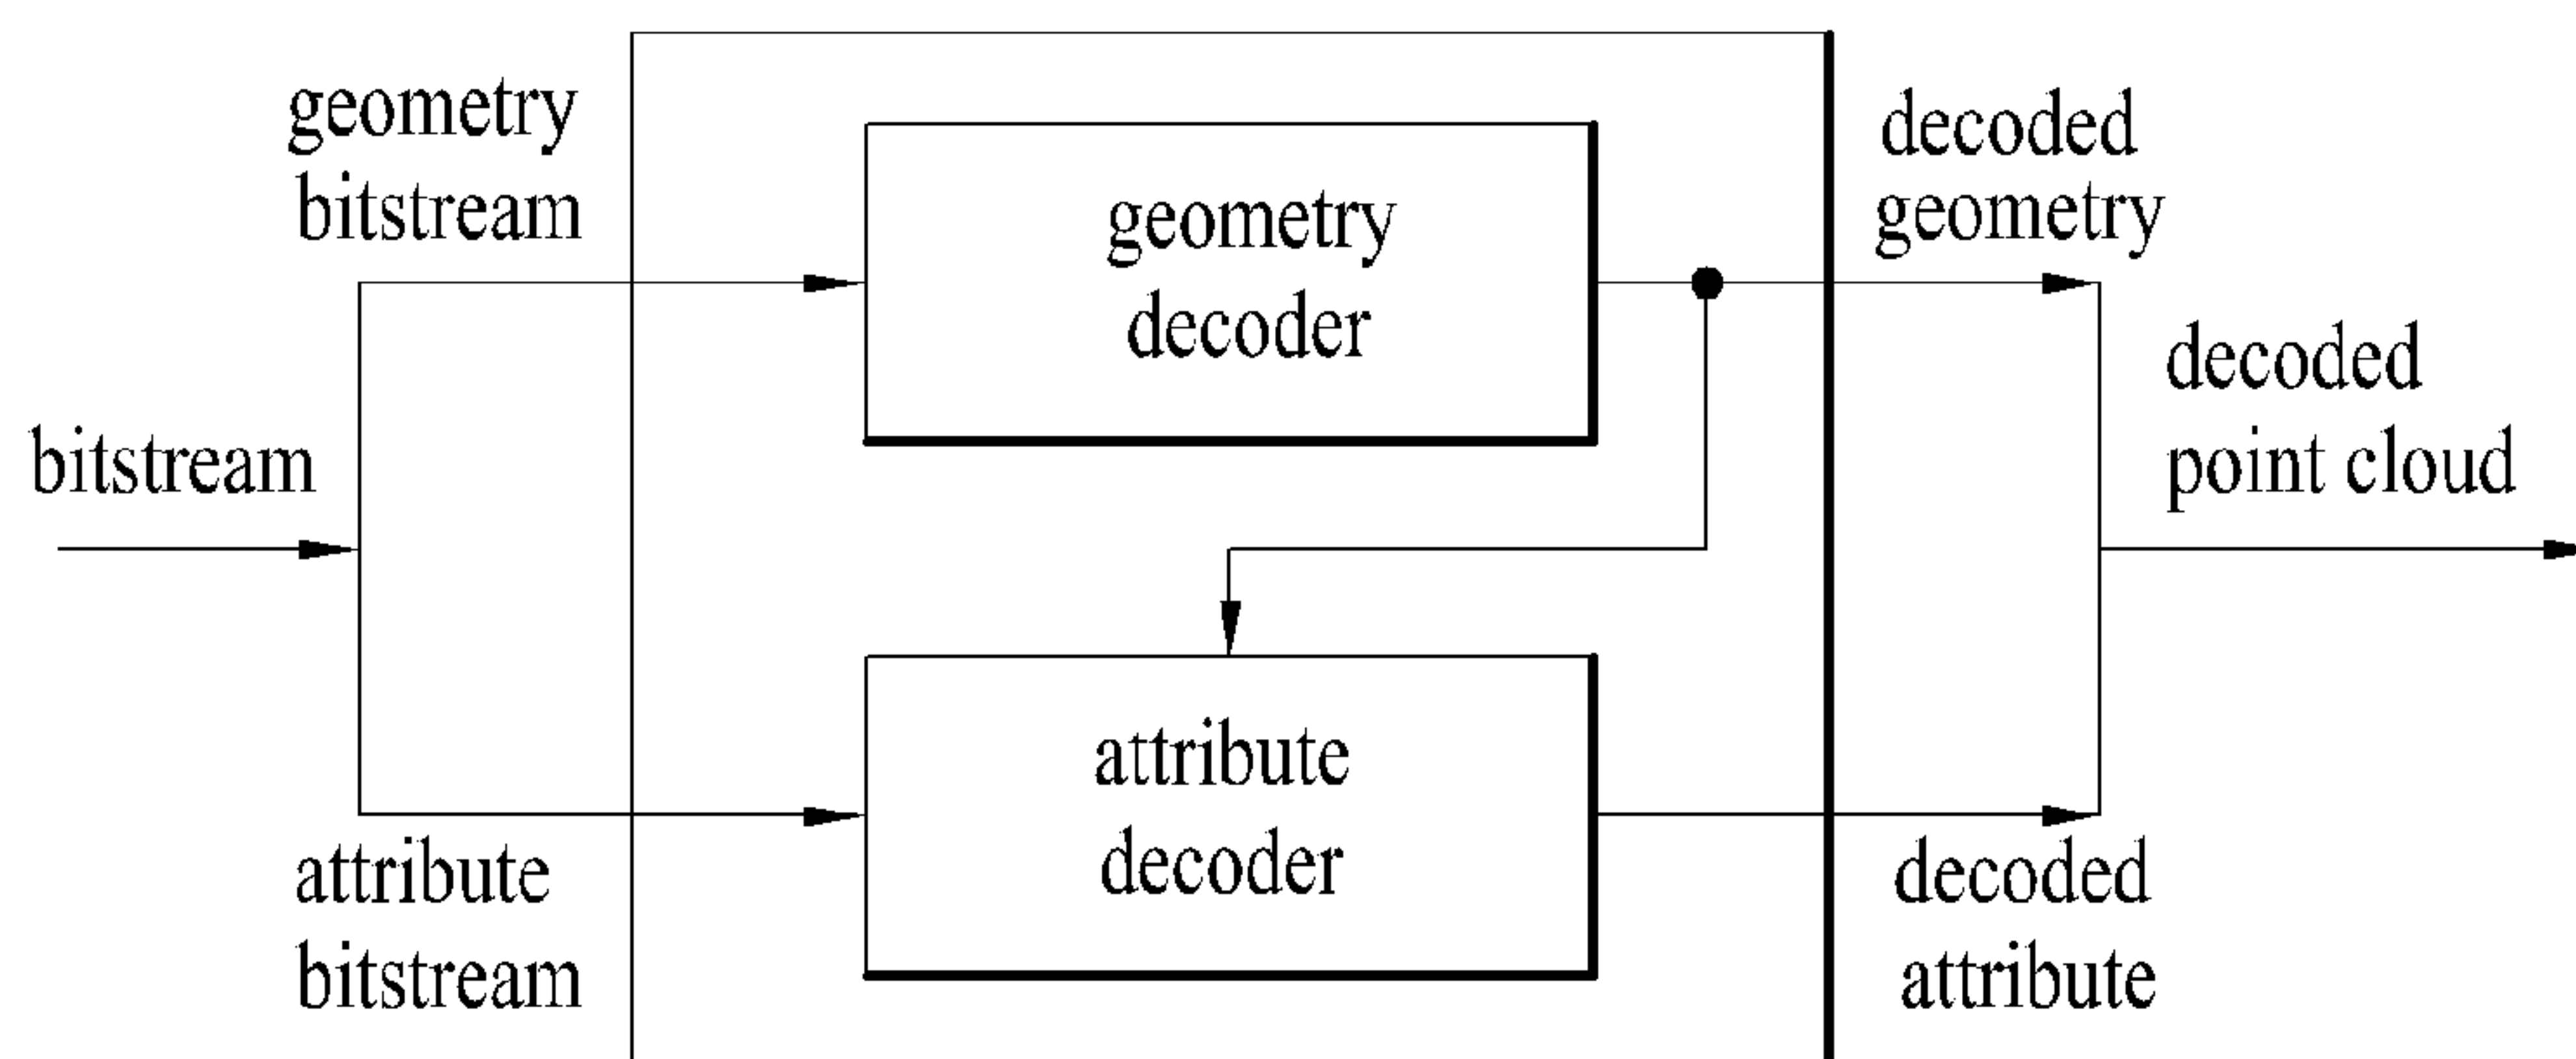 geometry
bitstream
geometry
decoder
decoded
geometry
bitstream
decoded
point cloud
attribute
bitstream
attribute
decoder
decoded
attribute